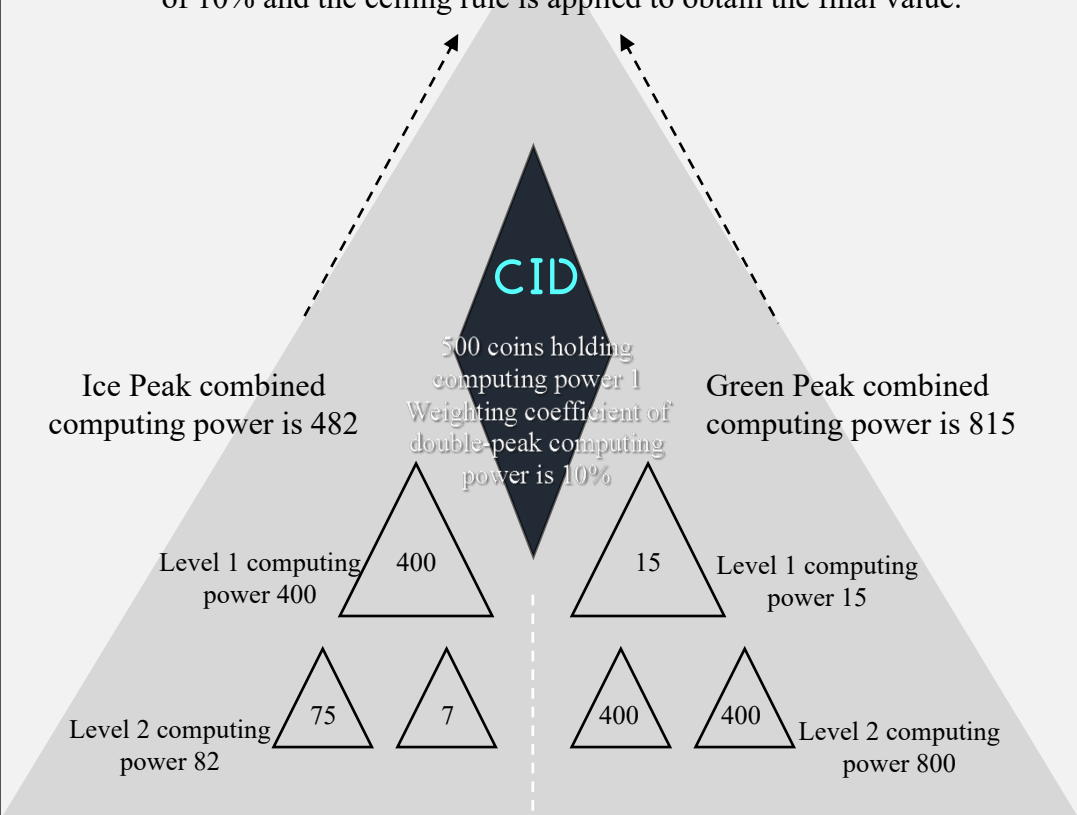 of 10% and the ceiling rule is applied to obtain the final value.
CID
500 coins holding
computing power 1
Weighting coefficient of
double-peak computing
power is 10%
Ice Peak combined
computing power is 482
Green Peak combined
computing power is 815
Level 1 computing
power 400
400
15
Level 1 computing
power 15
Level 2 computing
power 82
75
7
400
400
Level 2 computing
power 800